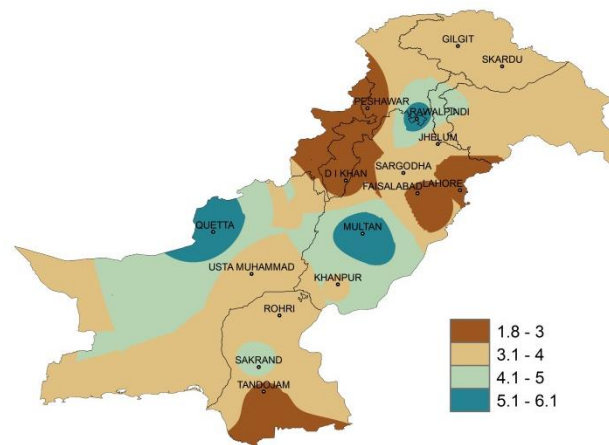 GILGIT
SKARDU
PESHAWAR
RAWALPINDI
JHELUM
SARGODHA
D I KHAN
FAISALABAD
LAHORE
QUETTA
MULTAN
USTA MUHAMMAD
KHANPUR
ROHRI
SAKRAND
TANDOJAM
1.8 - 3
3.1 - 4
4.1 - 5
5.1 - 6.1